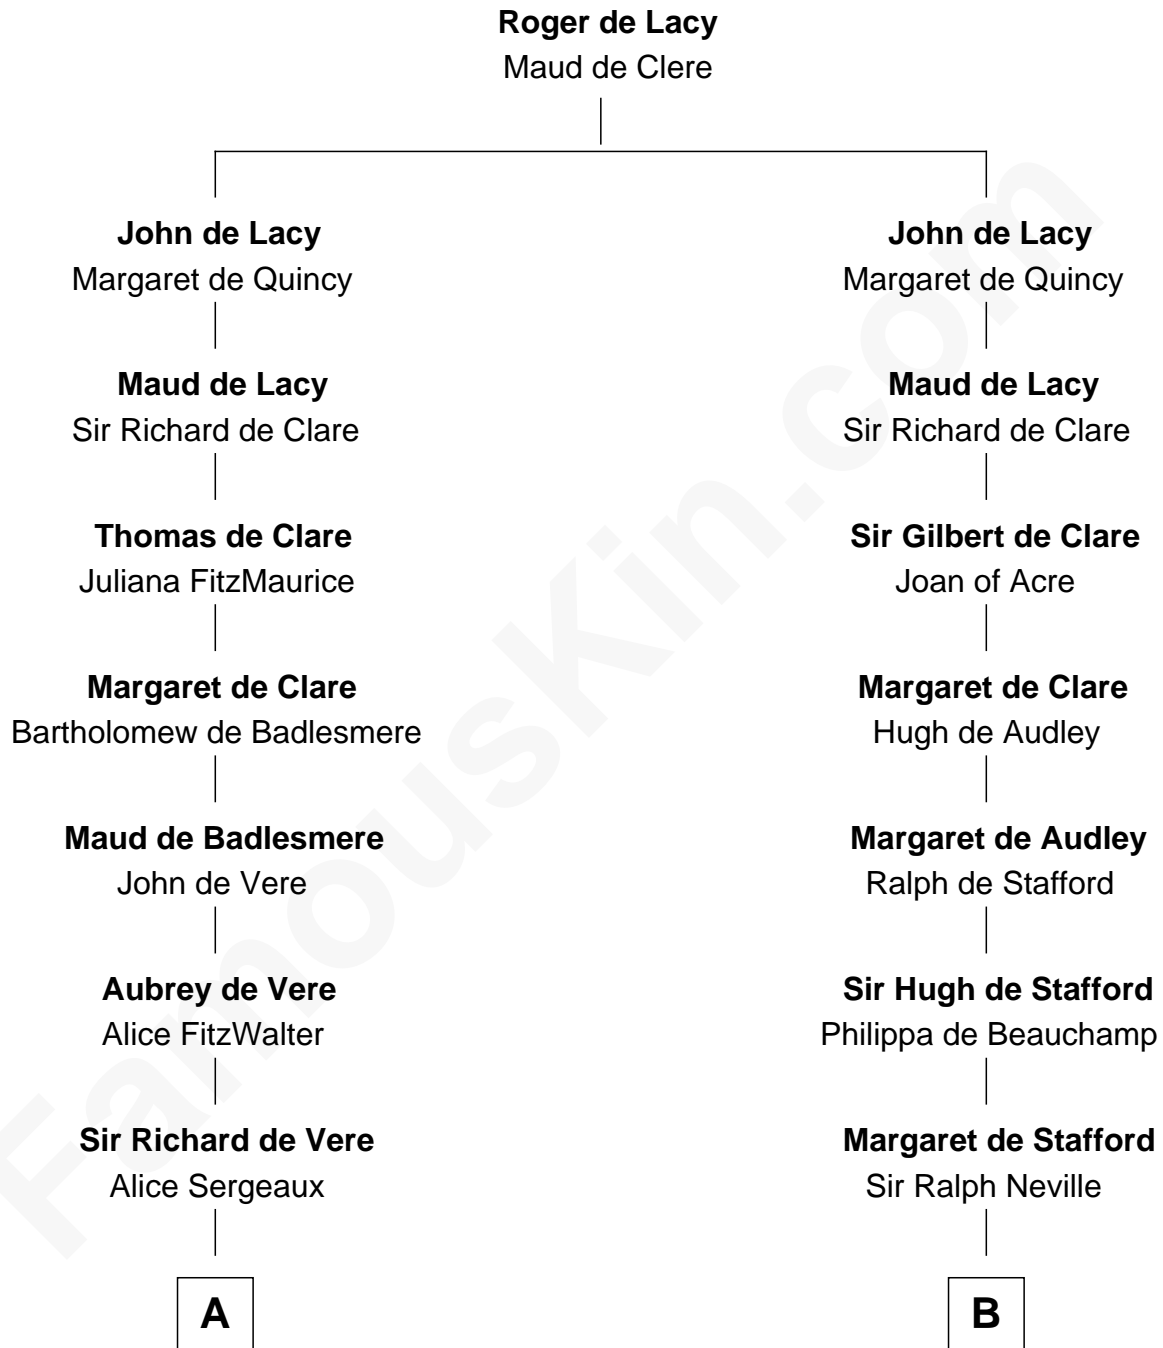 Roger de Lacy
Maud de Clere
John de Lacy
Margaret de Quincy
John de Lacy
Margaret de Quincy
Maud de Lacy
Sir Richard de Clare
Maud de Lacy
Sir Richard de Clare
Thomas de Clare
Juliana FitzMaurice
Sir Gilbert de Clare
Joan of Acre
Margaret de Clare
Bartholomew de Badlesmere
Margaret de Clare
Hugh de Audley
Maud de Badlesmere
John de Vere
Margaret de Audley
Ralph de Stafford
Aubrey de Vere
Alice FitzWalter
Sir Hugh de Stafford
Philippa de Beauchamp
Sir Richard de Vere
Alice Sergeaux
Margaret de Stafford
Sir Ralph Neville
A
B
FamousKin.com